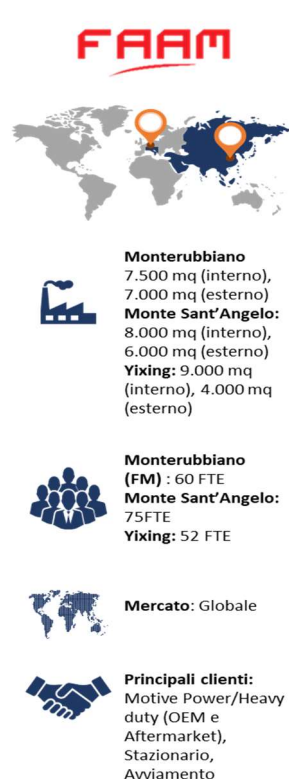 FAAM
Monterubbiano
7.500 mq (interno),
7.000 mq (esterno)
Monte Sant’Angelo:
8.000 mq (interno),
6.000 mq (esterno)
Yixing: 9.000 mq
(interno), 4.000 mq
(esterno)
Monterubbiano
(FM) : 60 FTE
Monte Sant’Angelo:
75FTE
Yixing: 52 FTE
Mercato: Globale
Principali clienti:
Motive Power/Heavy
duty (OEM e
Aftermarket),
Stazionario,
Avviamento